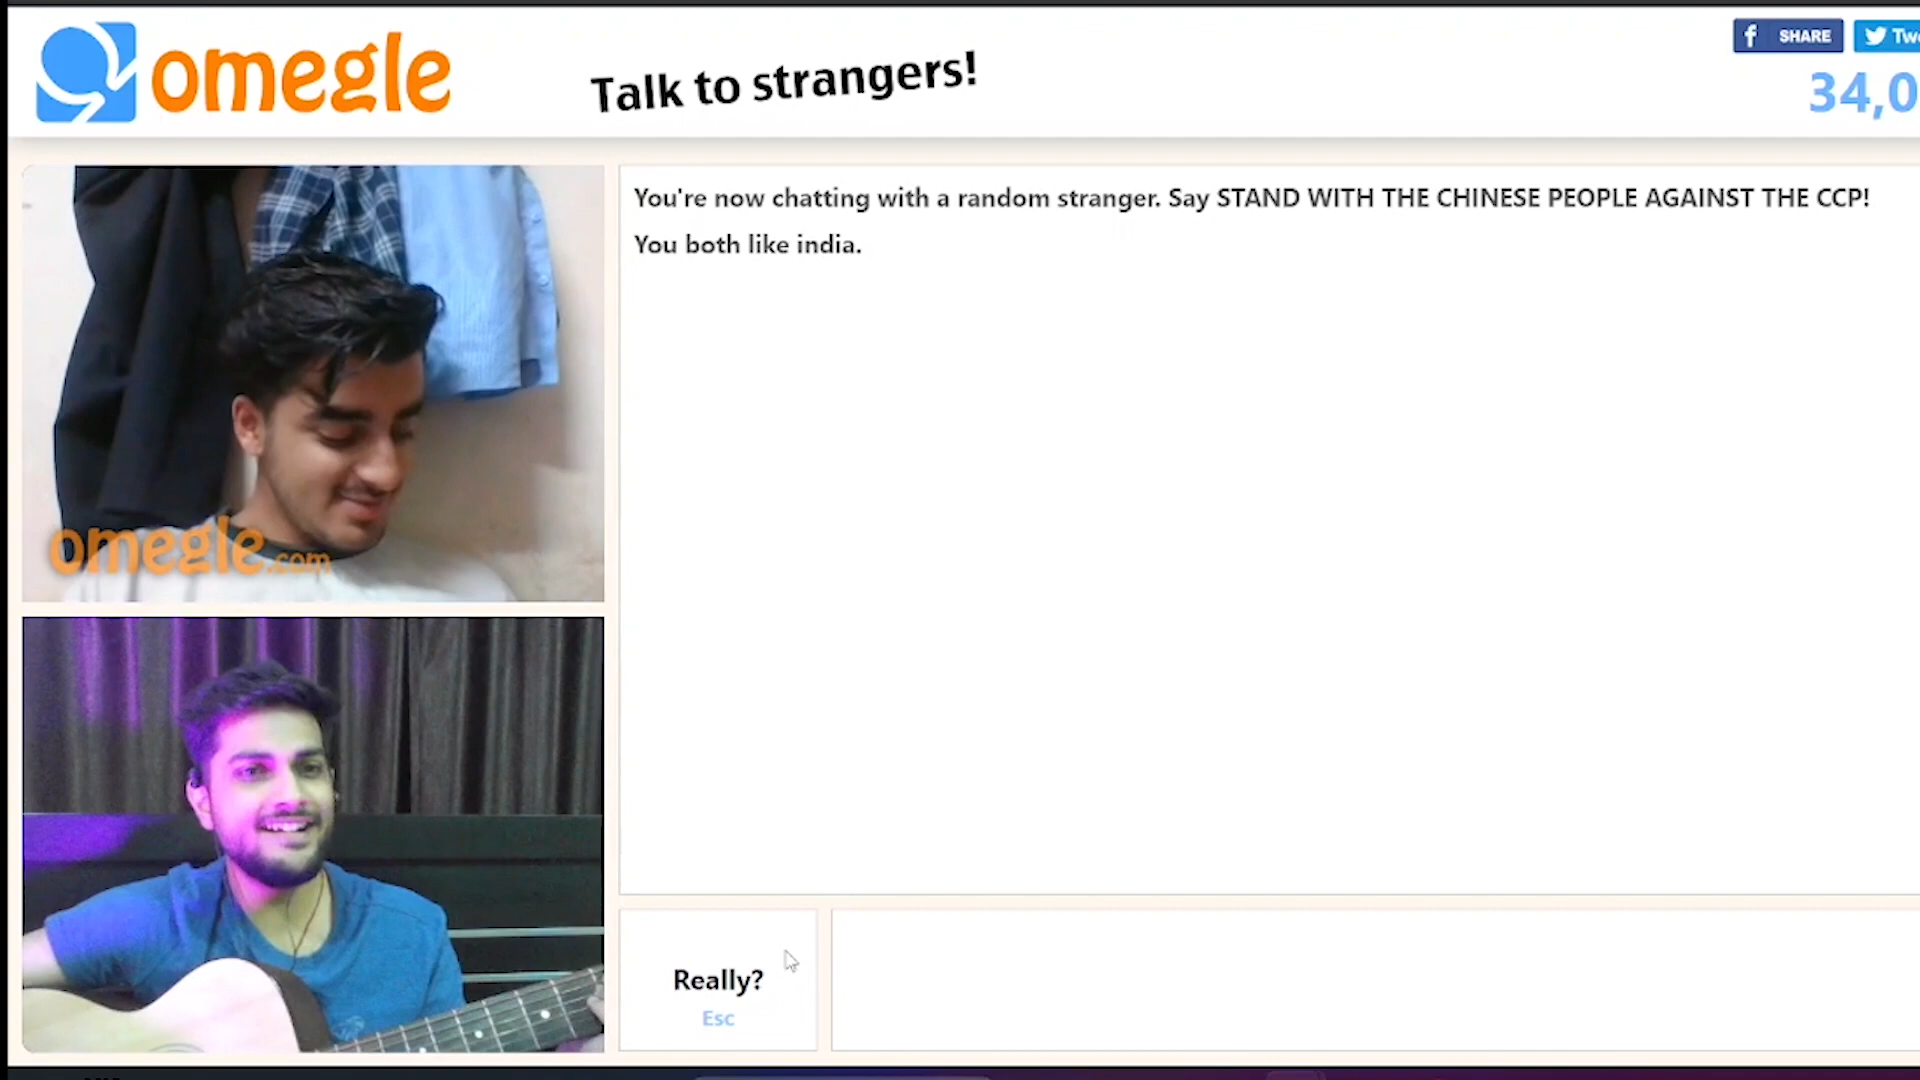 omegle
Talk to strangers!
f SHARE
Twe
34,0
You're now chatting with a random stranger. Say STAND WITH THE CHINESE PEOPLE AGAINST THE CCP!
You both like india.
omegle.com
Really?
Esc